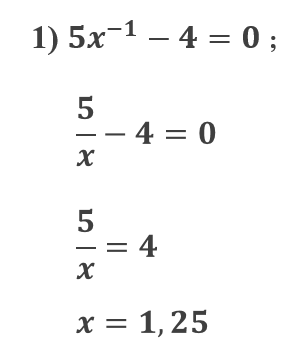 1) 5x⁻¹ − 4 = 0 ;
5/x − 4 = 0
5/x = 4
x = 1,25